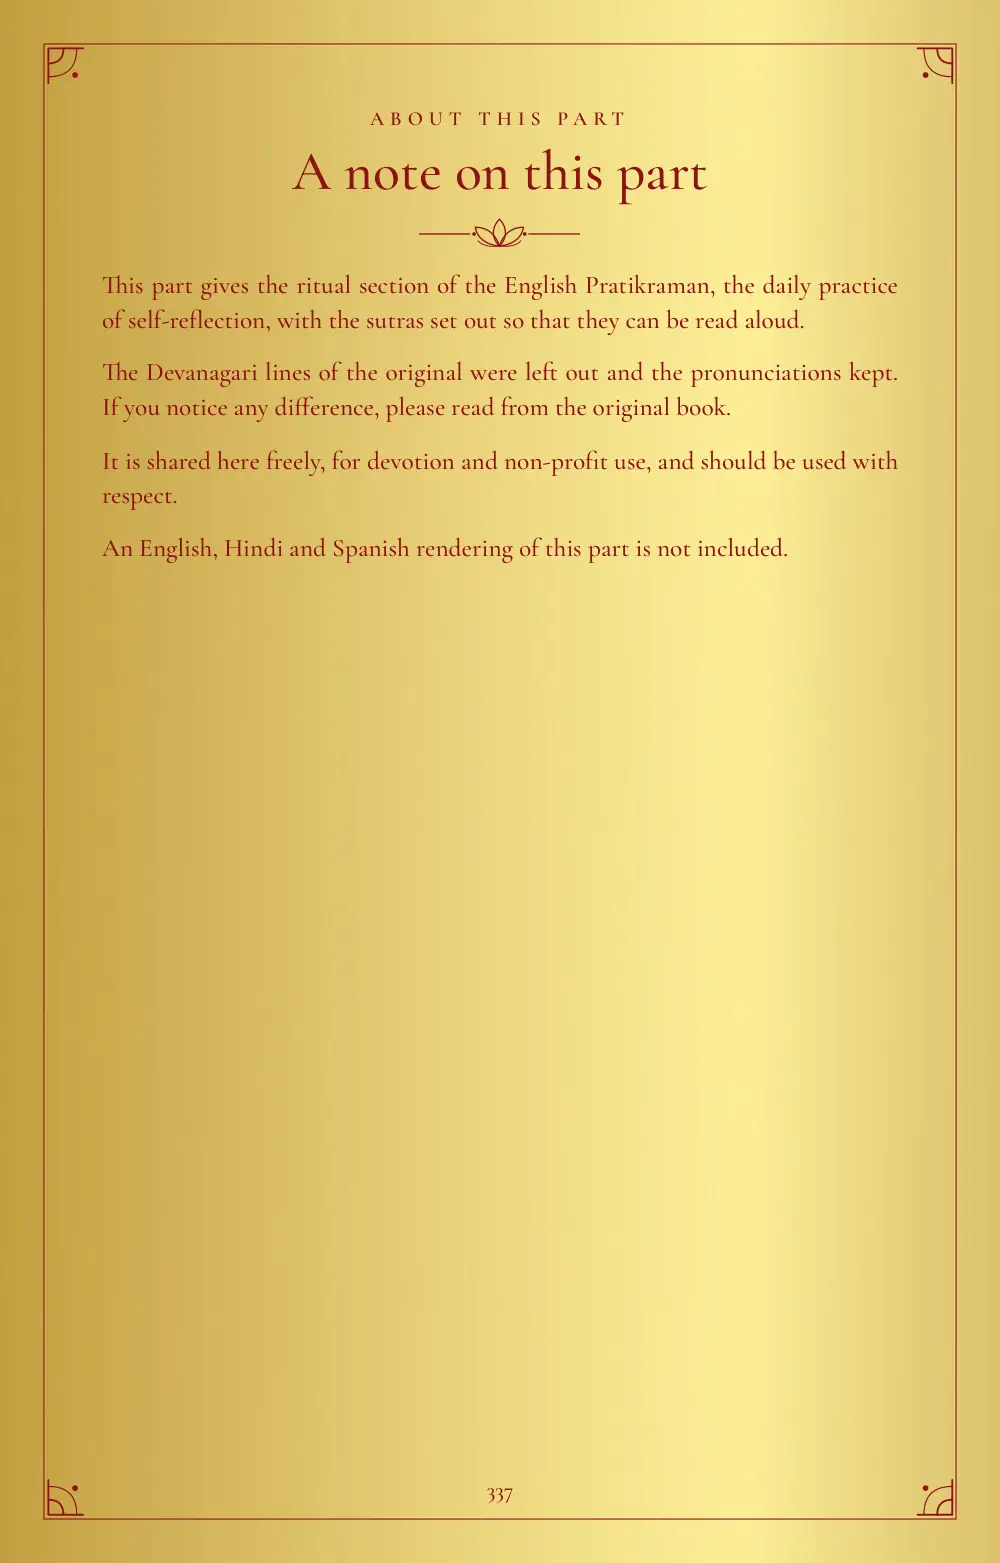 ABOUT THIS PART
A note on this part
This part gives the ritual section of the English Pratikraman, the daily practice
of self-reflection, with the sutras set out so that they can be read aloud.
The Devanagari lines of the original were left out and the pronunciations kept.
If you notice any difference, please read from the original book.
It is shared here freely, for devotion and non-profit use, and should be used with
respect.
An English, Hindi and Spanish rendering of this part is not included.
337